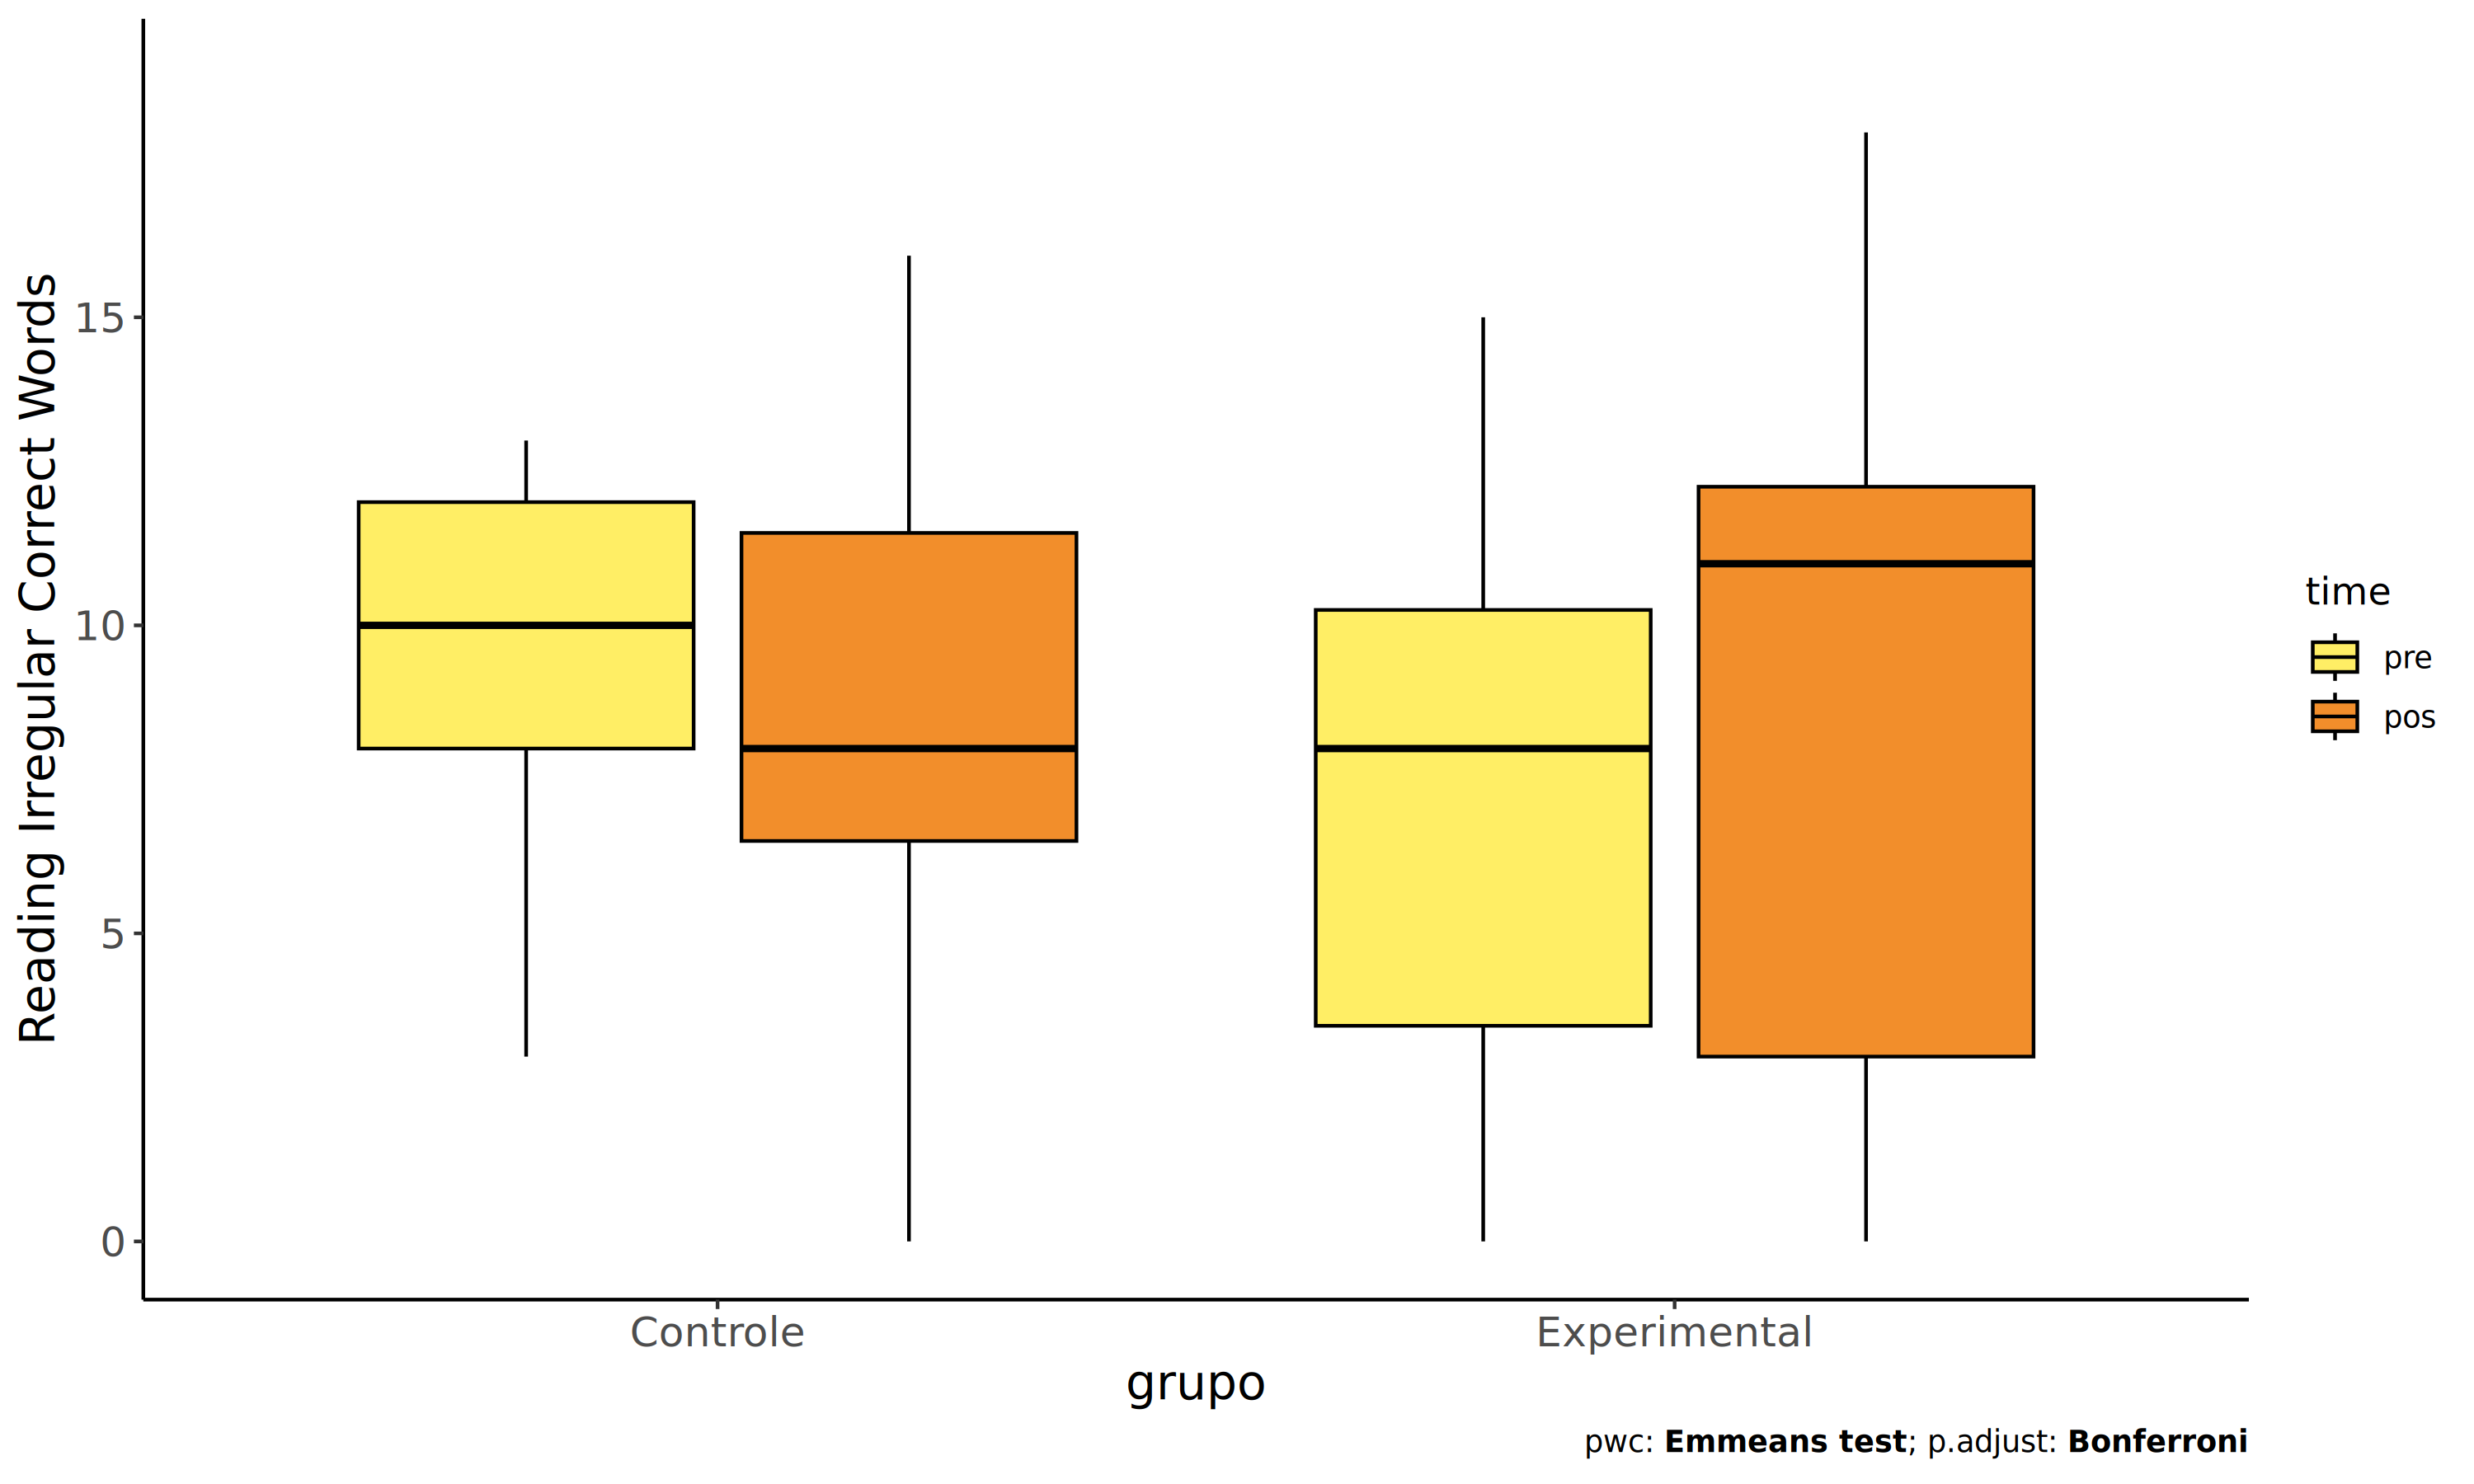 Reading Irregular Correct Words
15
10
5
0
Controle
Experimental
grupo
time
pre
pos
pwc: Emmeans test; p.adjust: Bonferroni